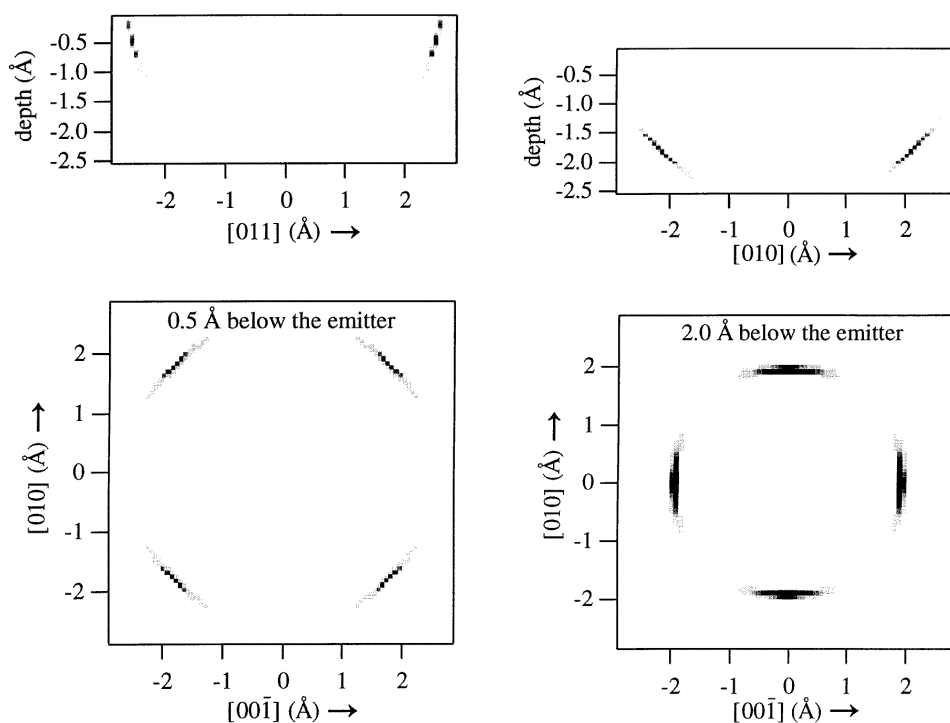 depth (Å)
-0.5
-1.0
-1.5
-2.0
-2.5
-2 -1 0 1 2
[011] (Å) →
depth (Å)
-0.5
-1.0
-1.5
-2.0
-2.5
-2 -1 0 1 2
[010] (Å) →
0.5 Å below the emitter
[010] (Å) →
2
1
0
-1
-2
-2 -1 0 1 2
[001̄] (Å) →
2.0 Å below the emitter
[010] (Å) →
2
1
0
-1
-2
-2 -1 0 1 2
[001̄] (Å) →